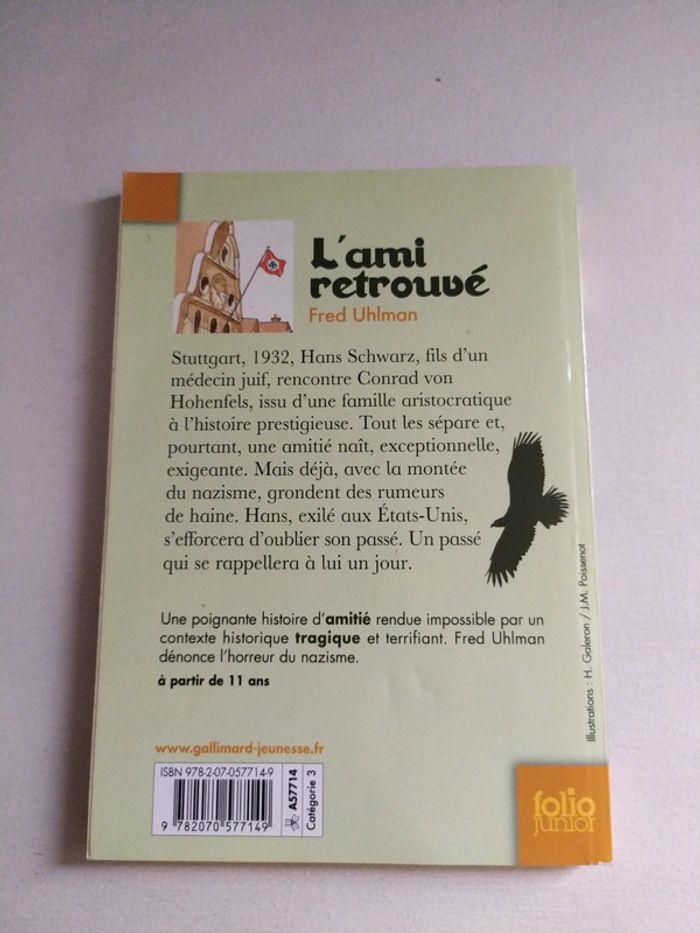 L'ami
retrouvé
Fred Uhlman
Stuttgart, 1932, Hans Schwarz, fils d'un
médecin juif, rencontre Conrad von
Hohenfels, issu d'une famille aristocratique
à l'histoire prestigieuse. Tout les sépare et,
pourtant, une amitié naît, exceptionnelle,
exigeante. Mais déjà, avec la montée
du nazisme, grondent des rumeurs
de haine. Hans, exilé aux États-Unis,
s'efforcera d'oublier son passé. Un passé
qui se rappellera à lui un jour.
Une poignante histoire d'amitié rendue impossible par un
contexte historique tragique et terrifiant. Fred Uhlman
dénonce l'horreur du nazisme.
à partir de 11 ans
Illustrations : H. Galeron / J.M. Poissenot
www.gallimard-jeunesse.fr
ISBN 978-2-07-057714-9
9 782070 577149
A57714
Catégorie 3
folio
junior